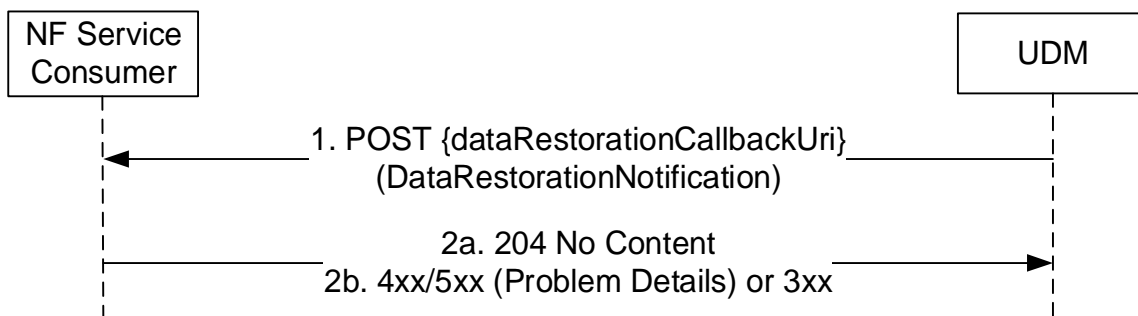 NF Service
Consumer
UDM
1. POST {dataRestorationCallbackUri}
(DataRestorationNotification)
2a. 204 No Content
2b. 4xx/5xx (Problem Details) or 3xx